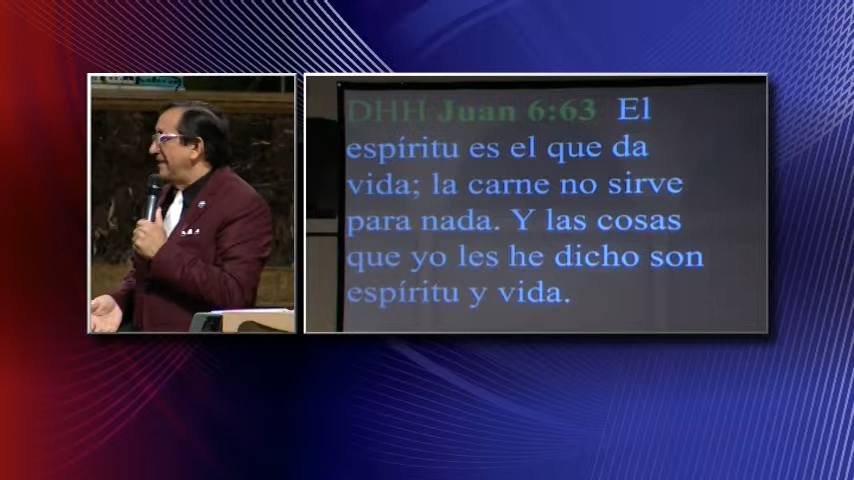 DHH Juan 6:63 El
espíritu es el que da
vida; la carne no sirve
para nada. Y las cosas
que yo les he dicho son
espíritu y vida.